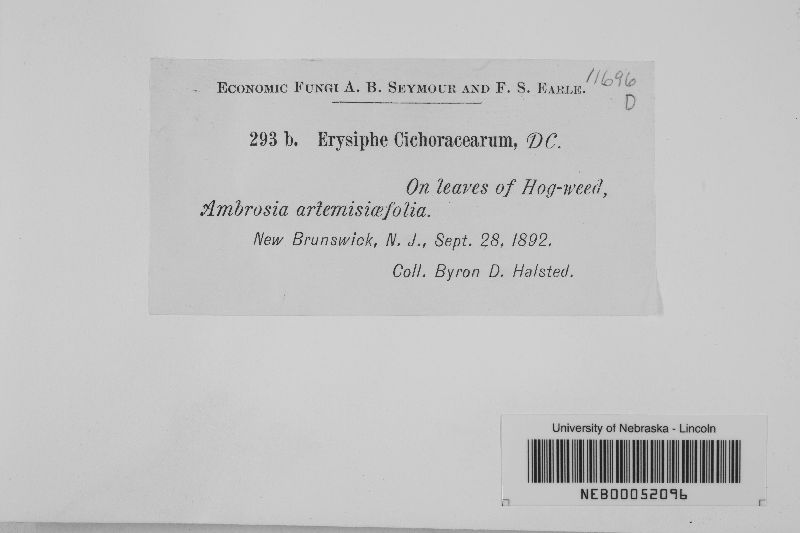 Economic Fungi A. B. Seymour and F. S. Earle.
11696
D
293 b. Erysiphe Cichoracearum, DC.
On leaves of Hog-weed,
Ambrosia artemisiæfolia.
New Brunswick, N. J., Sept. 28, 1892.
Coll. Byron D. Halsted.
University of Nebraska - Lincoln
NEB00052096